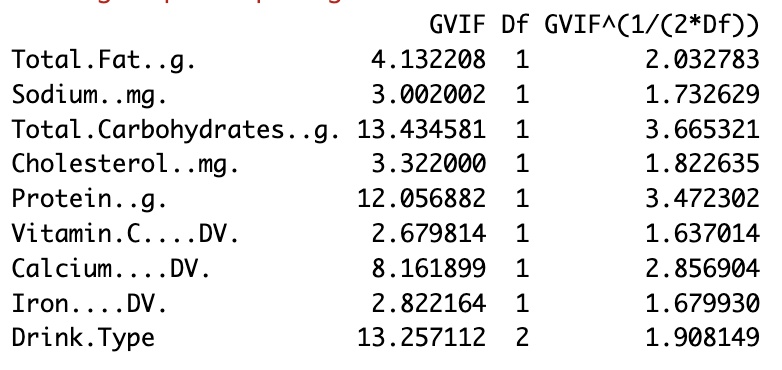 GVIF Df GVIF^(1/(2*Df))
Total.Fat..g. 4.132208 1 2.032783
Sodium..mg. 3.002002 1 1.732629
Total.Carbohydrates..g. 13.434581 1 3.665321
Cholesterol..mg. 3.322000 1 1.822635
Protein..g. 12.056882 1 3.472302
Vitamin.C....DV. 2.679814 1 1.637014
Calcium....DV. 8.161899 1 2.856904
Iron....DV. 2.822164 1 1.679930
Drink.Type 13.257112 2 1.908149